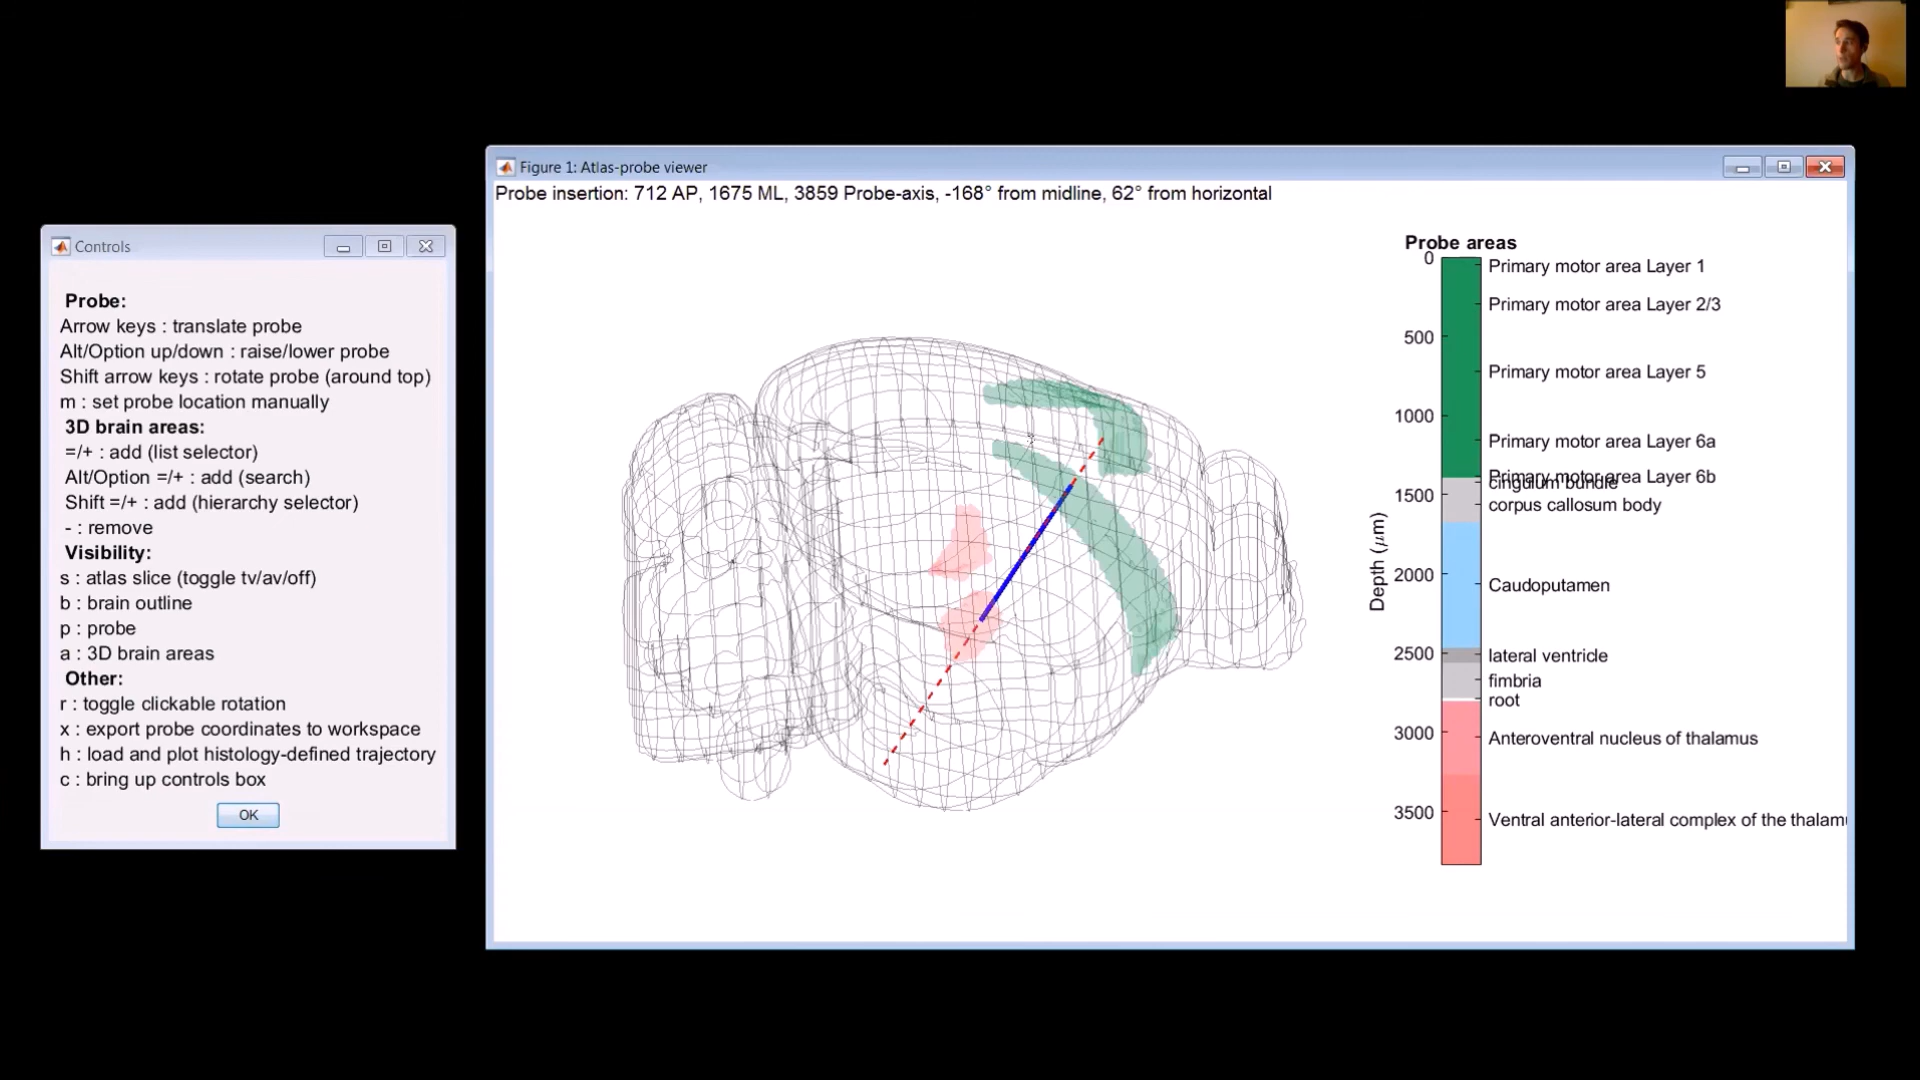 Controls
Probe:
Arrow keys : translate probe
Alt/Option up/down : raise/lower probe
Shift arrow keys : rotate probe (around top)
m : set probe location manually
3D brain areas:
=/+ : add (list selector)
Alt/Option =/+ : add (search)
Shift =/+ : add (hierarchy selector)
- : remove
Visibility:
s : atlas slice (toggle tv/av/off)
b : brain outline
p : probe
a : 3D brain areas
Other:
r : toggle clickable rotation
x : export probe coordinates to workspace
h : load and plot histology-defined trajectory
c : bring up controls box
OK
Figure 1: Atlas-probe viewer
Probe insertion: 712 AP, 1675 ML, 3859 Probe-axis, -168° from midline, 62° from horizontal
Probe areas
0
500
1000
1500
2000
2500
3000
3500
Depth (μm)
Primary motor area Layer 1
Primary motor area Layer 2/3
Primary motor area Layer 5
Primary motor area Layer 6a
Primary motor area Layer 6b
cingulum bundle
corpus callosum body
Caudoputamen
lateral ventricle
fimbria
root
Anteroventral nucleus of thalamus
Ventral anterior-lateral complex of the thalam